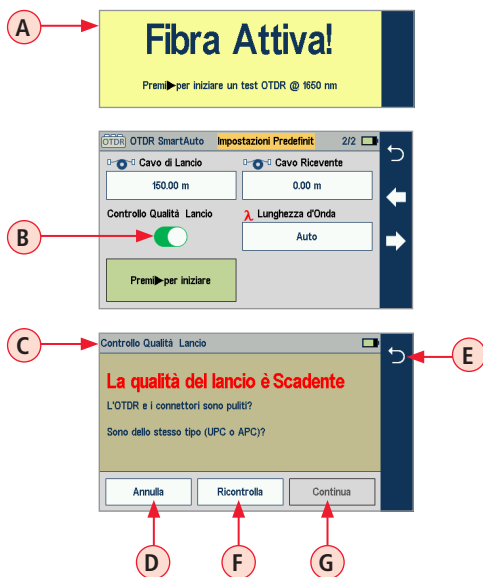 A
Fibra Attiva!
Premi▶per iniziare un test OTDR @ 1650 nm
OTDR OTDR SmartAuto Impostazioni Predefinit 2/2
Cavo di Lancio Cavo Ricevente
150.00 m 0.00 m
Controllo Qualità Lancio λ Lunghezza d'Onda
B Auto
Premi▶per iniziare
C Controllo Qualità Lancio
E
La qualità del lancio è Scadente
L'OTDR e i connettori sono puliti?
Sono dello stesso tipo (UPC o APC)?
Annulla Ricontrolla Continua
D F G